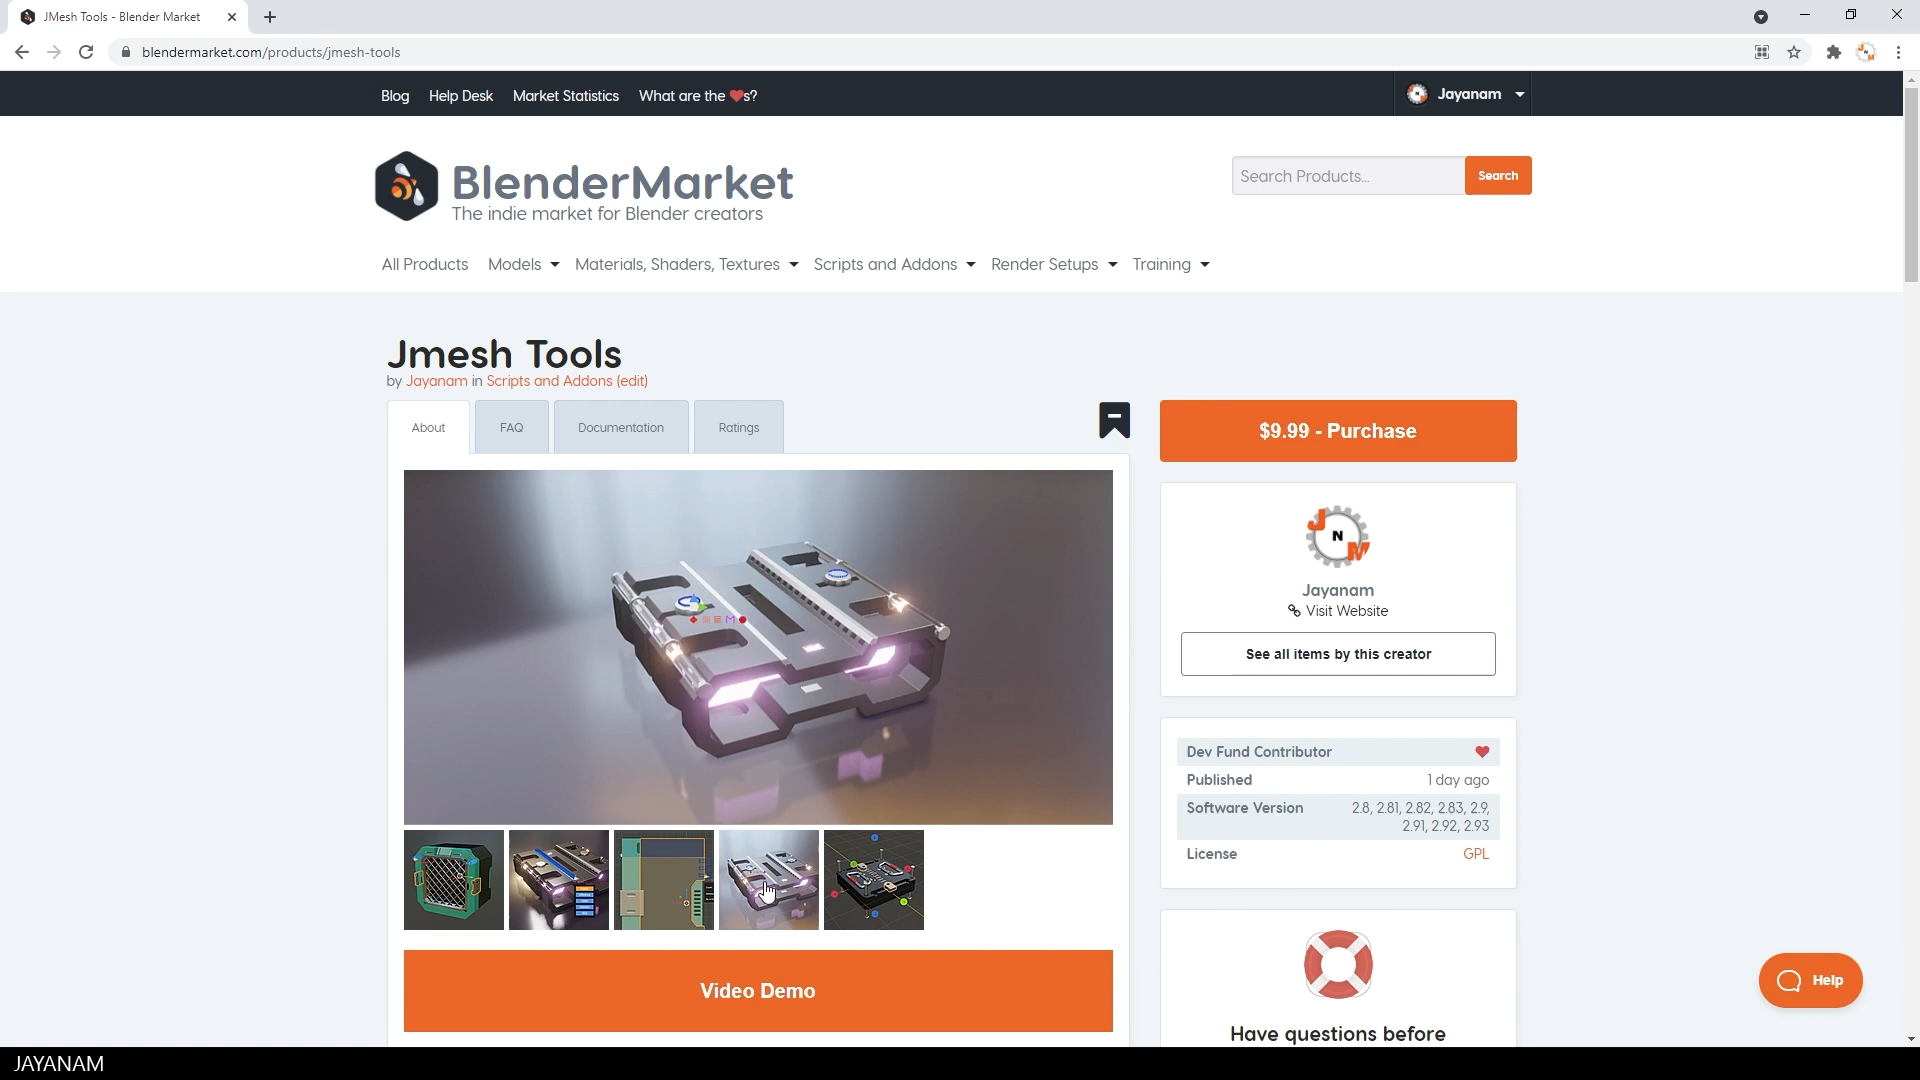 JMesh Tools - Blender Market
blendermarket.com/products/jmesh-tools
Blog Help Desk Market Statistics What are the ❤s?
Jayanam
BlenderMarket
The indie market for Blender creators
Search Products...
Search
All Products Models Materials, Shaders, Textures Scripts and Addons Render Setups Training
Jmesh Tools
by Jayanam in Scripts and Addons (edit)
About FAQ Documentation Ratings
$9.99 - Purchase
J N M
Jayanam
Visit Website
See all items by this creator
Dev Fund Contributor
Published 1 day ago
Software Version 2.8, 2.81, 2.82, 2.83, 2.9,
2.91, 2.92, 2.93
License GPL
Video Demo
Have questions before
Help
JAYANAM